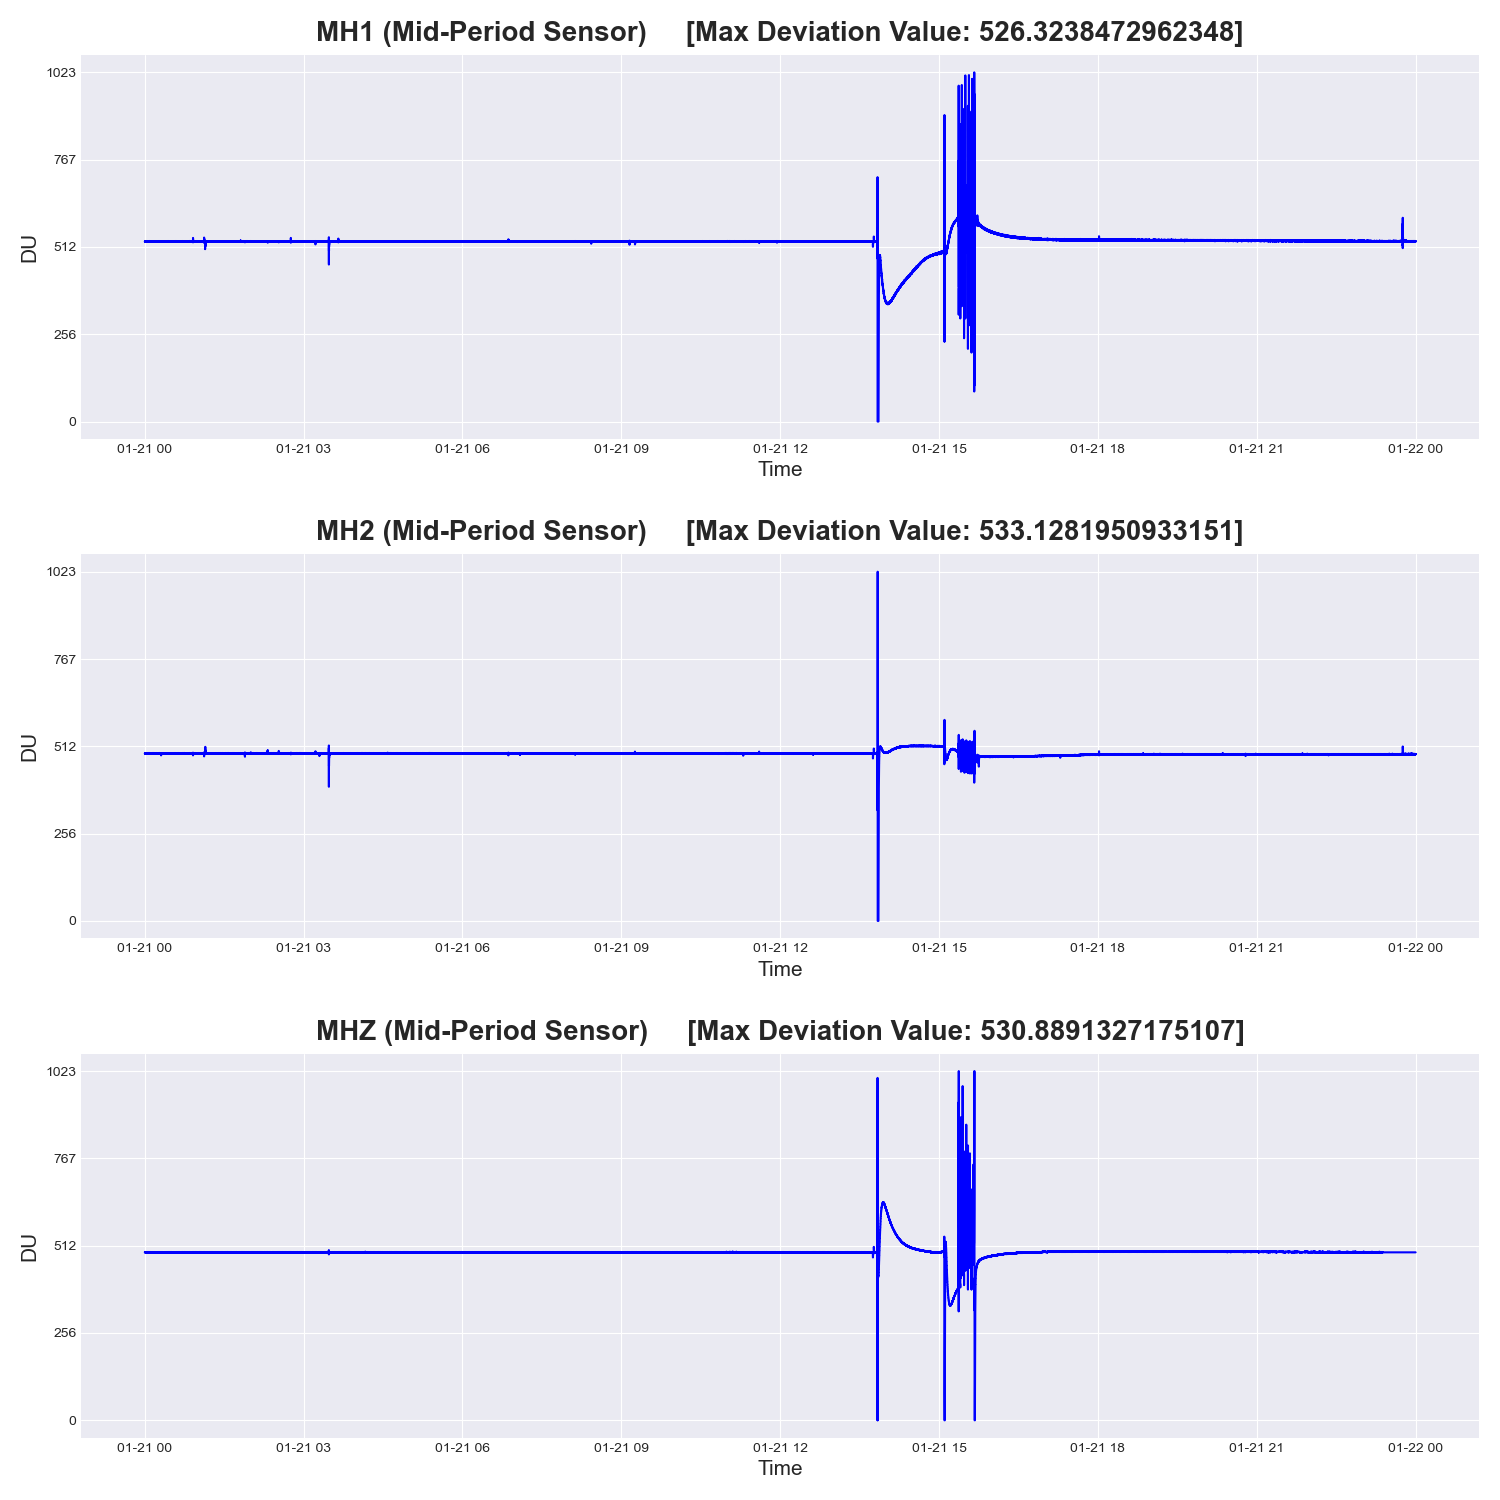 MH1 (Mid-Period Sensor) [Max Deviation Value: 526.3238472962348]
1023
767
512
256
0
DU
01-21 00 01-21 03 01-21 06 01-21 09 01-21 12 01-21 15 01-21 18 01-21 21 01-22 00
Time
MH2 (Mid-Period Sensor) [Max Deviation Value: 533.1281950933151]
1023
767
512
256
0
DU
01-21 00 01-21 03 01-21 06 01-21 09 01-21 12 01-21 15 01-21 18 01-21 21 01-22 00
Time
MHZ (Mid-Period Sensor) [Max Deviation Value: 530.8891327175107]
1023
767
512
256
0
DU
01-21 00 01-21 03 01-21 06 01-21 09 01-21 12 01-21 15 01-21 18 01-21 21 01-22 00
Time